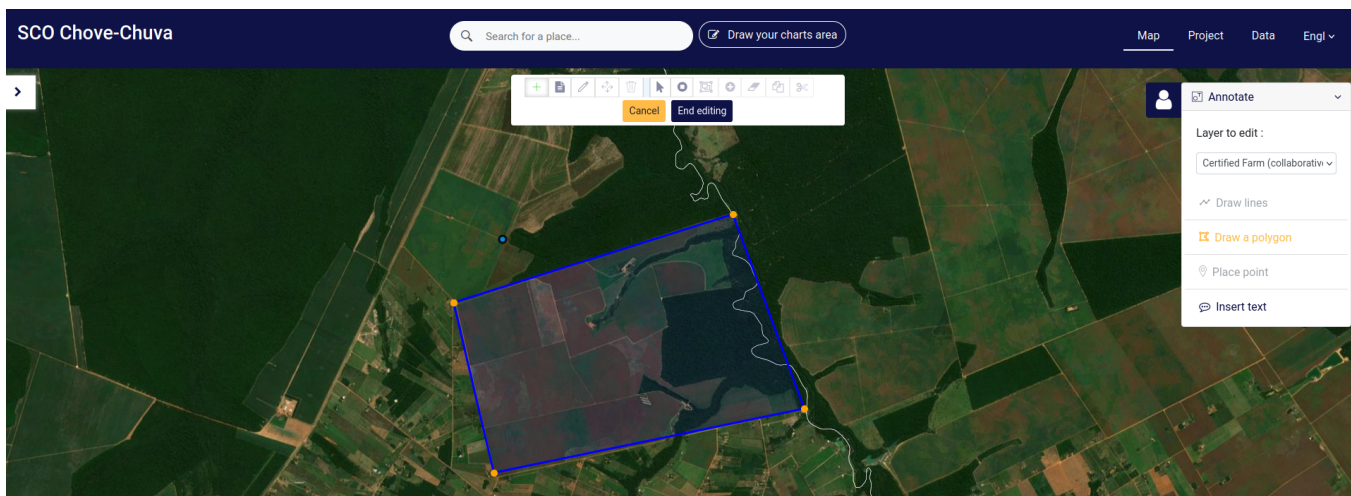 SCO Chove-Chuva
Search for a place...
Draw your charts area
Map
Project
Data
Engl
Cancel
End editing
Annotate
Layer to edit :
Certified Farm (collaborativ
Draw lines
Draw a polygon
Place point
Insert text